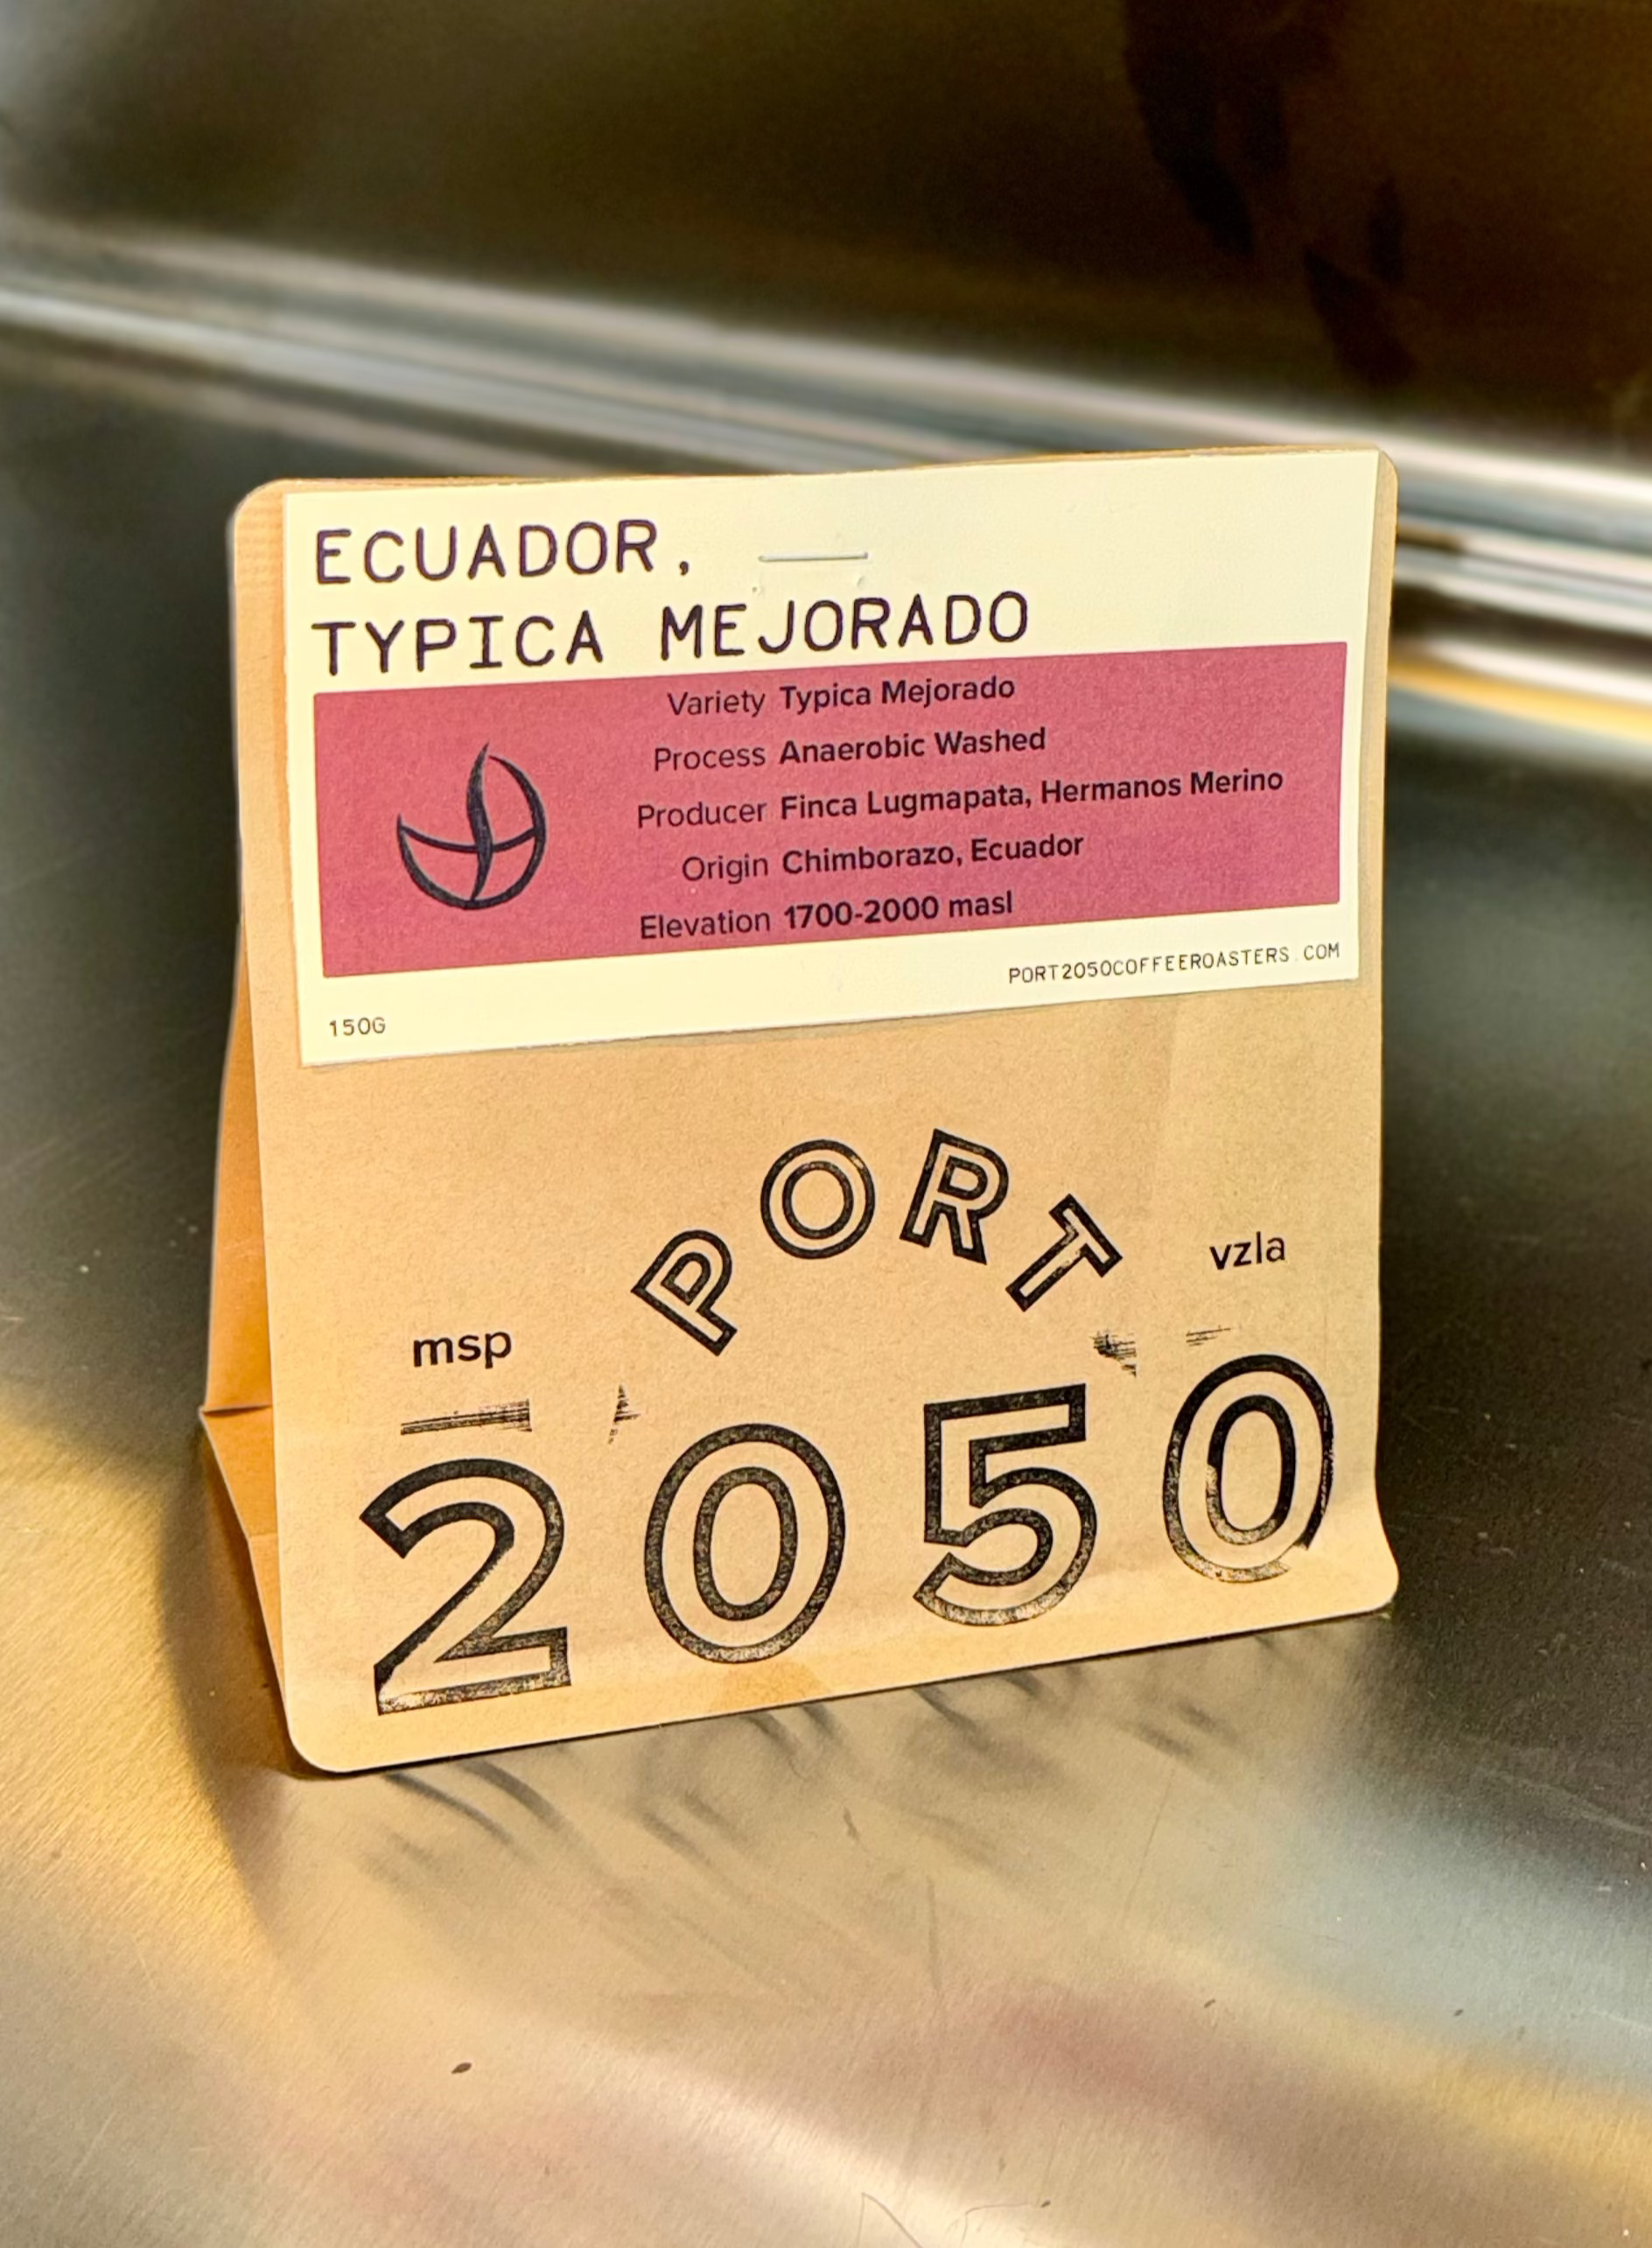 ECUADOR,
TYPICA MEJORADO
Variety Typica Mejorado
Process Anaerobic Washed
Producer Finca Lugmapata, Hermanos Merino
Origin Chimborazo, Ecuador
Elevation 1700-2000 masl
PORT2050COFFEEROASTERS.COM
150G
PORT
msp
vzla
2050